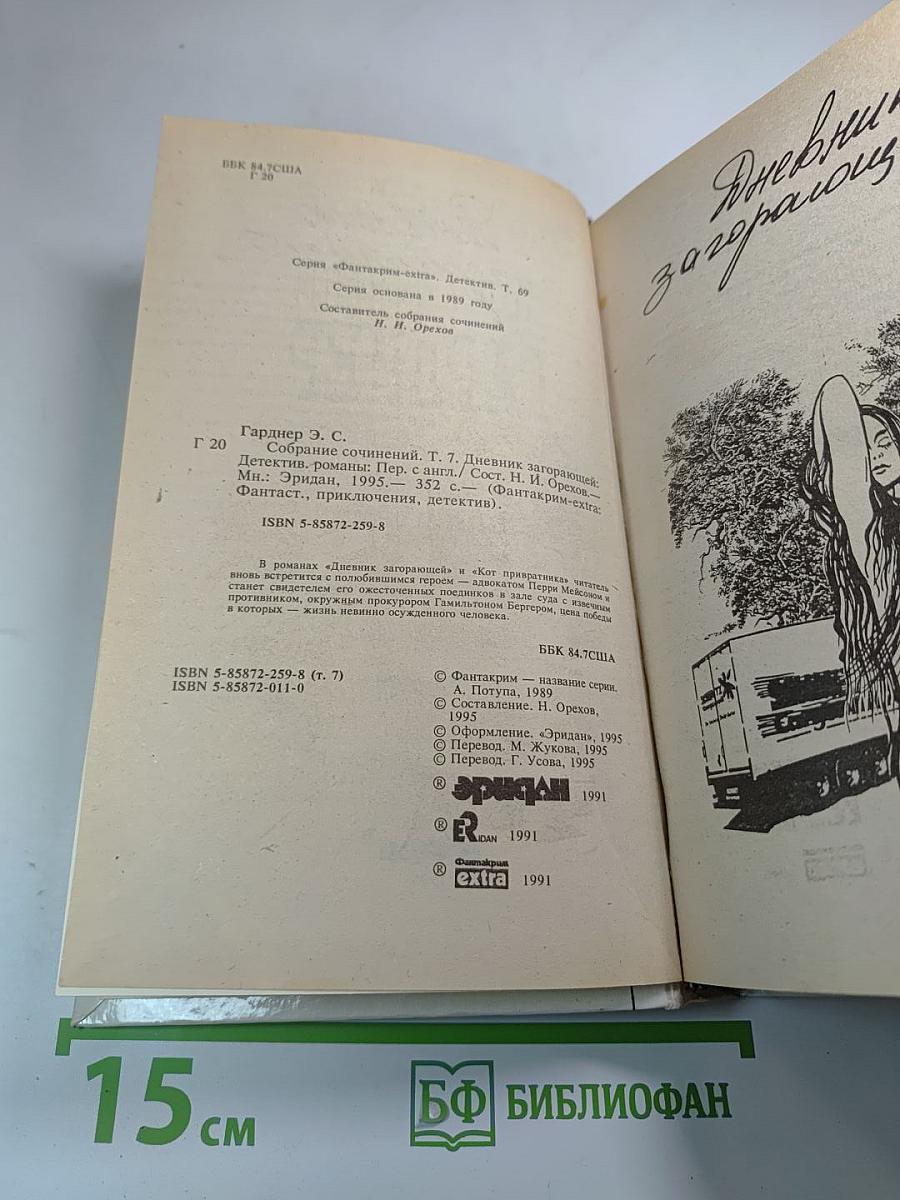 ББК 84.7США
Г 20
Серия «Фантакрим-extra». Детектив. Т. 69
Серия основана в 1989 году
Составитель собрания сочинений
Н. И. Орехов
Гарднер Э. С.
Г 20 Собрание сочинений. Т. 7. Дневник загорающей:
Детектив. романы: Пер. с англ./ Сост. Н. И. Орехов.—
Мн.: Эридан, 1995.— 352 с.— (Фантакрим-extra:
Фантаст., приключения, детектив).
ISBN 5-85872-259-8
В романах «Дневник загорающей» и «Кот привратника» читатель
вновь встретится с полюбившимся героем — адвокатом Перри Мейсоном и
станет свидетелем его ожесточенных поединков в зале суда с извечным
противником, окружным прокурором Гамильтоном Бергером, цена победы
в которых — жизнь невинно осужденного человека.
ББК 84.7США
ISBN 5-85872-259-8 (т. 7)
ISBN 5-85872-011-0
© Фантакрим — название серии.
А. Потупа, 1989
© Составление. Н. Орехов,
1995
© Оформление. «Эридан», 1995
© Перевод. М. Жукова, 1995
© Перевод. Г. Усова, 1995
® эридан 1991
® ERIDAN 1991
® Фантакрим extra 1991
Дневник
загорающ
15 см
БФ БИБЛИОФАН